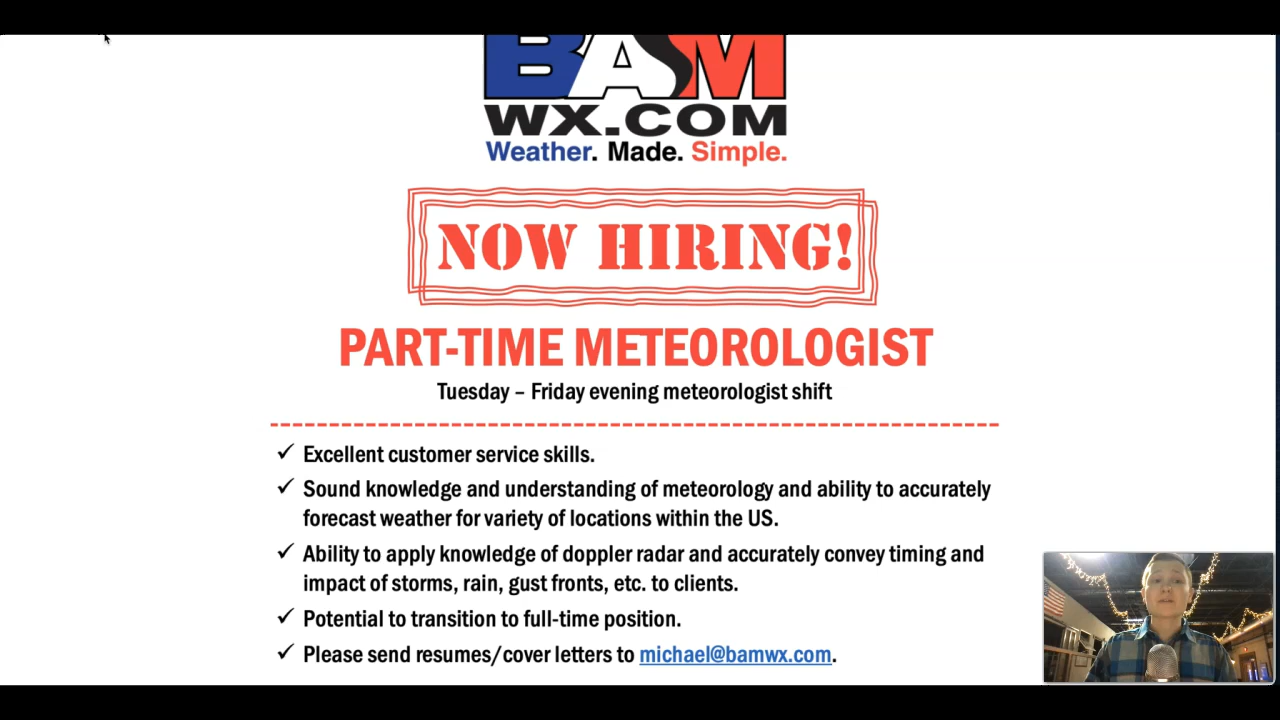 BAM
WX.COM
Weather. Made. Simple.
NOW HIRING!
PART-TIME METEOROLOGIST
Tuesday – Friday evening meteorologist shift
✓ Excellent customer service skills.
✓ Sound knowledge and understanding of meteorology and ability to accurately
forecast weather for variety of locations within the US.
✓ Ability to apply knowledge of doppler radar and accurately convey timing and
impact of storms, rain, gust fronts, etc. to clients.
✓ Potential to transition to full-time position.
✓ Please send resumes/cover letters to michael@bamwx.com.